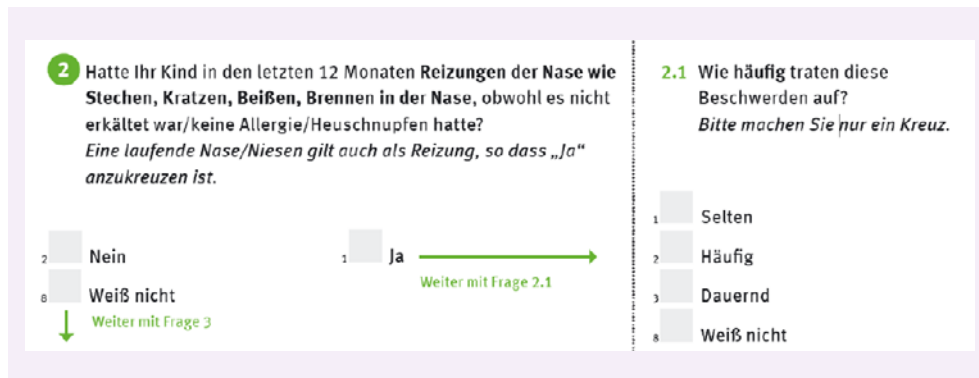 2 Hatte Ihr Kind in den letzten 12 Monaten Reizungen der Nase wie
Stechen, Kratzen, Beißen, Brennen in der Nase, obwohl es nicht
erkältet war/keine Allergie/Heuschnupfen hatte?
Eine laufende Nase/Niesen gilt auch als Reizung, so dass „Ja“
anzukreuzen ist.
2 Nein
1 Ja
Weiter mit Frage 2.1
8 Weiß nicht
Weiter mit Frage 3
2.1 Wie häufig traten diese
Beschwerden auf?
Bitte machen Sie nur ein Kreuz.
1 Selten
2 Häufig
3 Dauernd
8 Weiß nicht